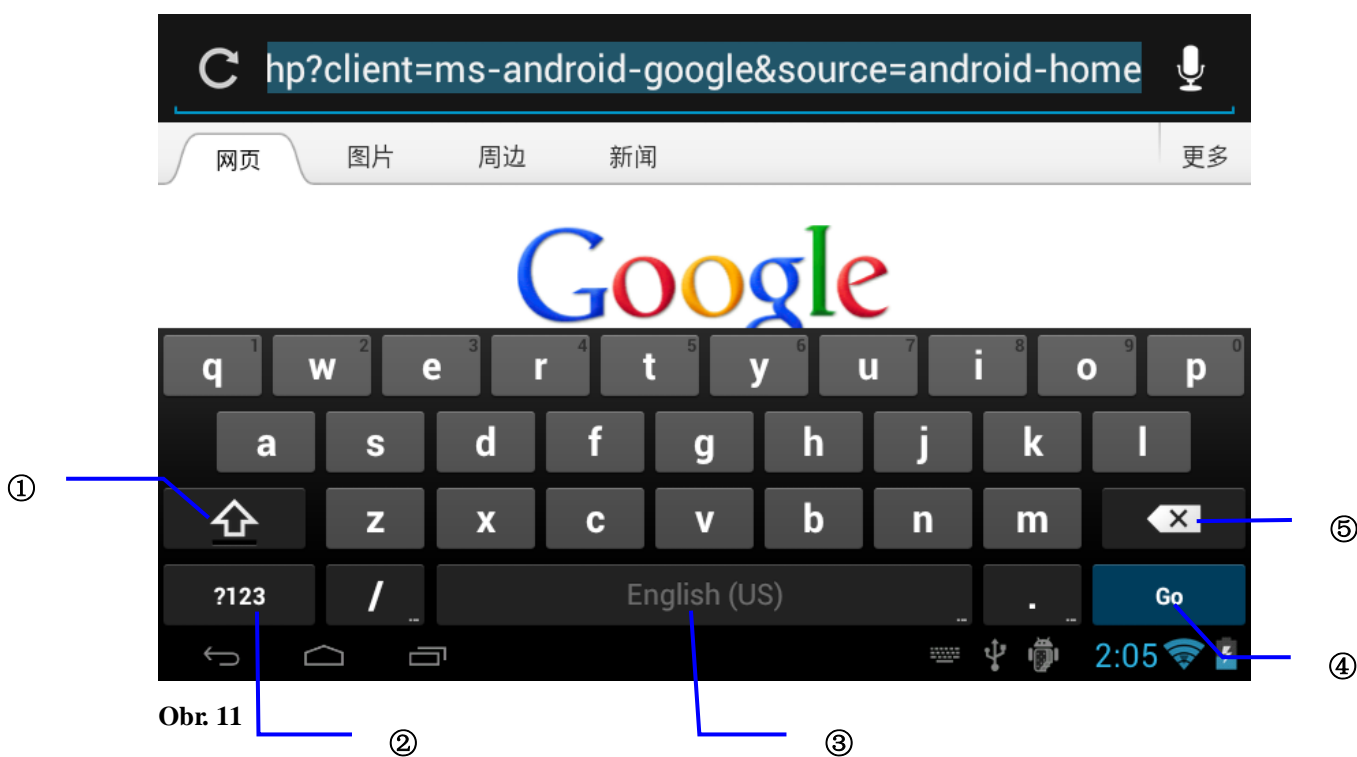 hp?client=ms-android-google&source=android-home
网页 图片 周边 新闻 更多
Google
q 1 w 2 e 3 r 4 t 5 y 6 u 7 i 8 o 9 p 0
a s d f g h j k l
① z x c v b n m ⑤
?123 / ... English (US) ... . ... Go
2:05 ④
Obr. 11
② ③